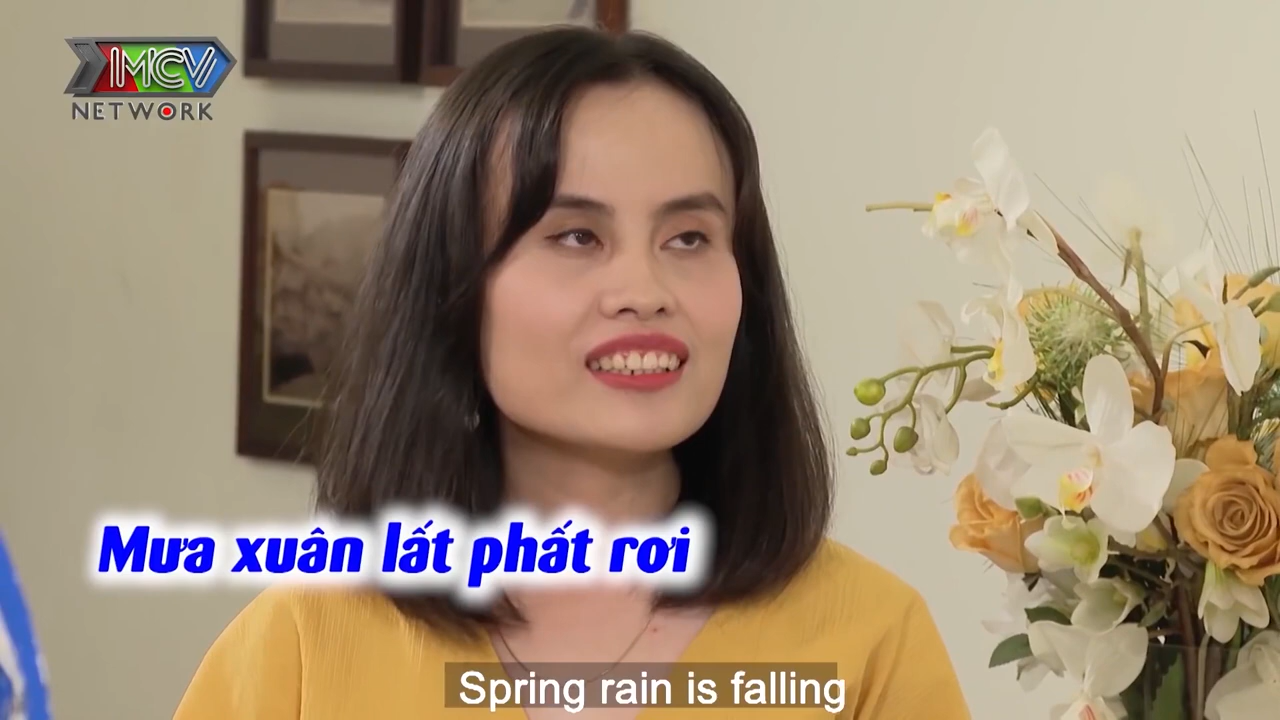 MCV
NETWORK
Mưa xuân lất phất rơi
Spring rain is falling